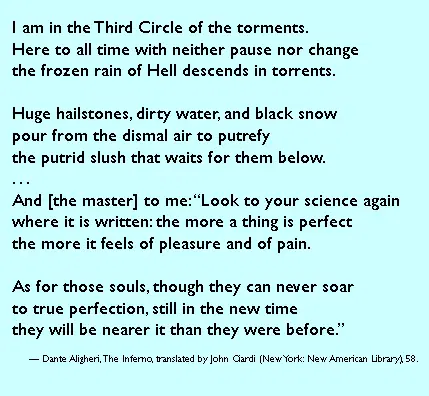 I am in the Third Circle of the torments.
Here to all time with neither pause nor change
the frozen rain of Hell descends in torrents.
Huge hailstones, dirty water, and black snow
pour from the dismal air to putrefy
the putrid slush that waits for them below.
...
And [the master] to me: “Look to your science again
where it is written: the more a thing is perfect
the more it feels of pleasure and of pain.
As for those souls, though they can never soar
to true perfection, still in the new time
they will be nearer it than they were before.”
— Dante Aligheri, The Inferno, translated by John Ciardi (New York: New American Library), 58.